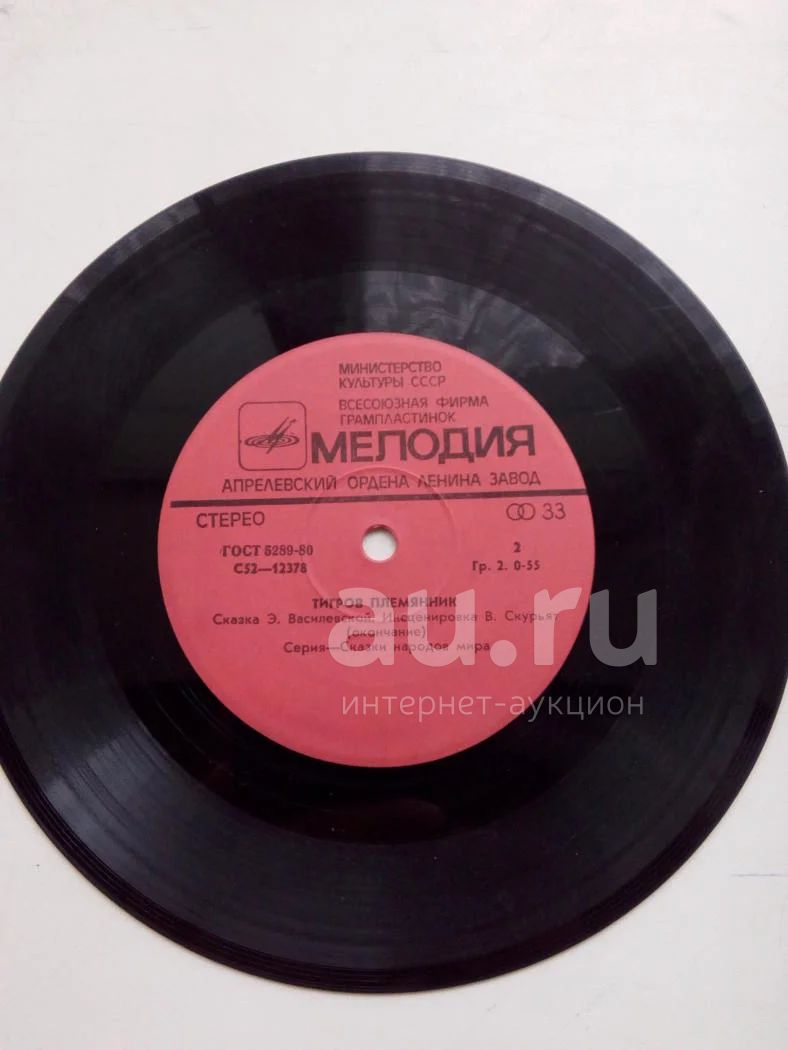 МИНИСТЕРСТВО
КУЛЬТУРЫ СССР
ВСЕСОЮЗНАЯ ФИРМА
ГРАМПЛАСТИНОК
МЕЛОДИЯ
АПРЕЛЕВСКИЙ ОРДЕНА ЛЕНИНА ЗАВОД
СТЕРЕО 33
ГОСТ 5289-80 2
С52—12378 Гр. 2. 0-55
ТИГРОВ ПЛЕМЯННИК
Сказка Э. Василевской. Инсценировка В. Скурьят
(окончание)
Серия—Сказки народов мира
au.ru
интернет-аукцион